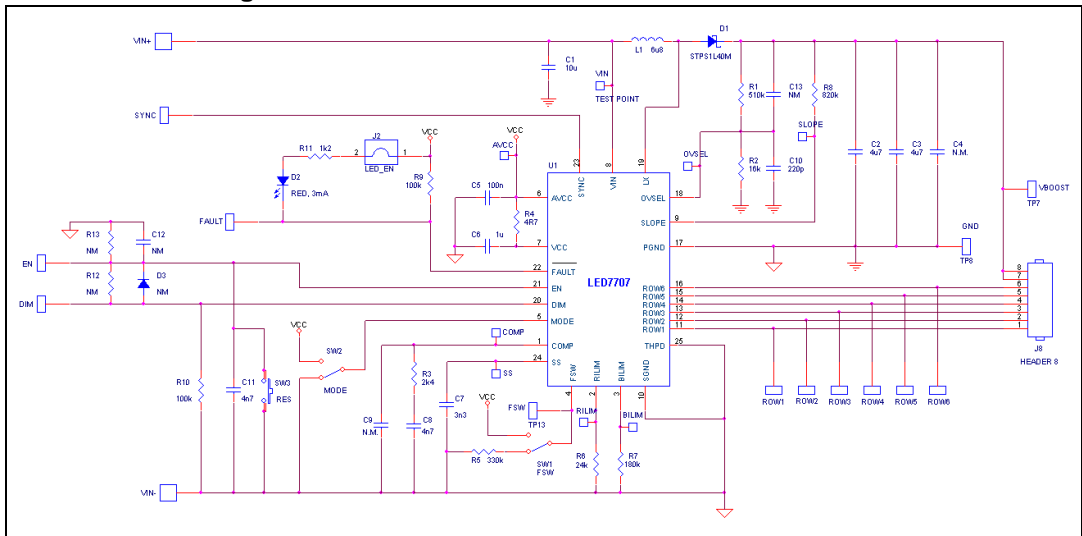 VIN+
C1
10u
L1 6u8
D1
STPS1L40M
VIN
TEST POINT
R1
510k
C13
NM
R8
820k
SLOPE
SYNC
R11 1k2
J2
2
1
LED_EN
VCC
VCC
AVCC
OVSEL
R2
16k
C10
220p
C2
4u7
C3
4u7
C4
N.M.
D2
RED, 3mA
R9
100k
C5 100n
R4
4R7
C6 1u
FAULT
U1
23
8
19
SYNC
VIN
LX
6
AVCC
OVSEL
18
SLOPE
9
7
VCC
PGND
17
22
FAULT
LED7707
21
EN
20
DIM
5
MODE
1
COMP
24
SS
ROW6
16
ROW5
15
ROW4
14
ROW3
13
ROW2
12
ROW1
11
THPD
25
FSW
RILIM
BILIM
SGND
4
2
3
10
VBOOST
TP7
GND
TP8
8
7
6
5
4
3
2
1
J8
HEADER 8
R13
NM
C12
NM
EN
R12
NM
D3
NM
DIM
VCC
SW2
MODE
COMP
SS
R10
100k
C11
4n7
SW3
RES
R3
2k4
C9
N.M.
C8
4n7
C7
3n3
VCC
FSW
TP13
R5 330k
SW1
FSW
RILIM
BILIM
R6
24k
R7
180k
ROW1
ROW2
ROW3
ROW4
ROW5
ROW6
VIN-